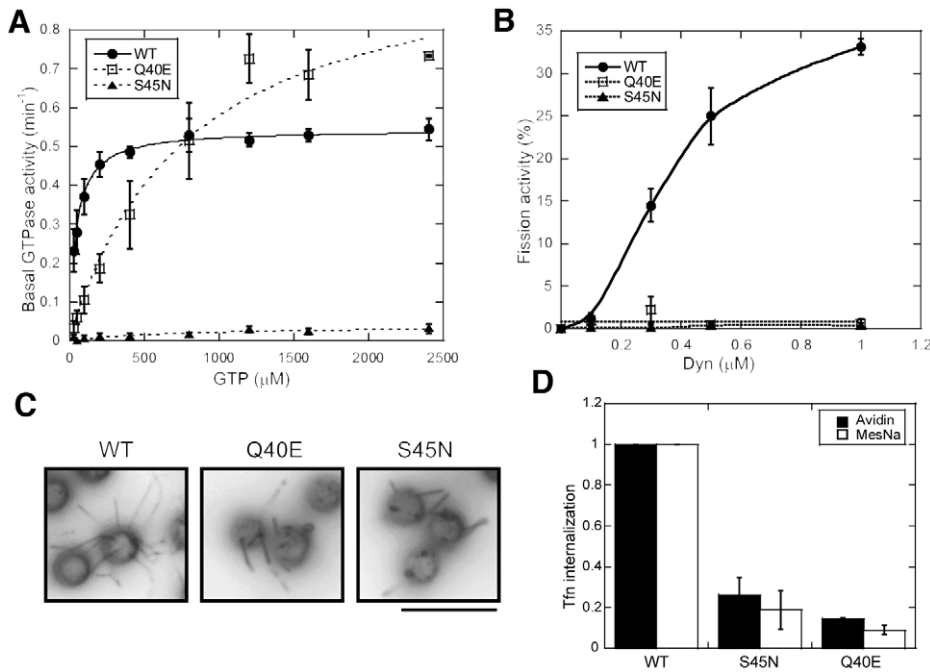 A
0.8
0.7
0.6
0.5
0.4
0.3
0.2
0.1
0
Basal GTPase activity (min⁻¹)
WT
Q40E
S45N
0 500 1000 1500 2000 2500
GTP (μM)
B
35
30
25
20
15
10
5
0
Fission activity (%)
WT
Q40E
S45N
0.2 0.4 0.6 0.8 1 1.2
Dyn (μM)
C
WT Q40E S45N
D
1.2
1
0.8
0.6
0.4
0.2
0
Tfn internalization
Avidin
MesNa
WT S45N Q40E